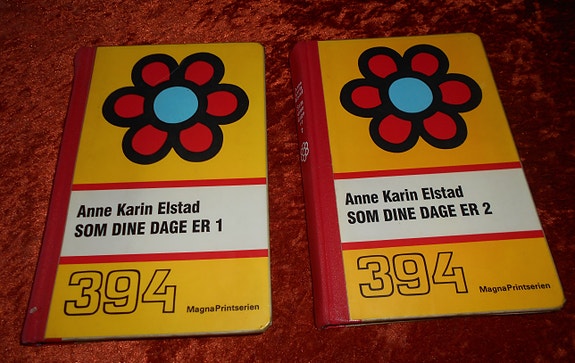 Anne Karin Elstad
SOM DINE DAGE ER 1
394
MagnaPrintserien
Anne Karin Elstad
SOM DINE DAGE ER 2
394
MagnaPrintserien